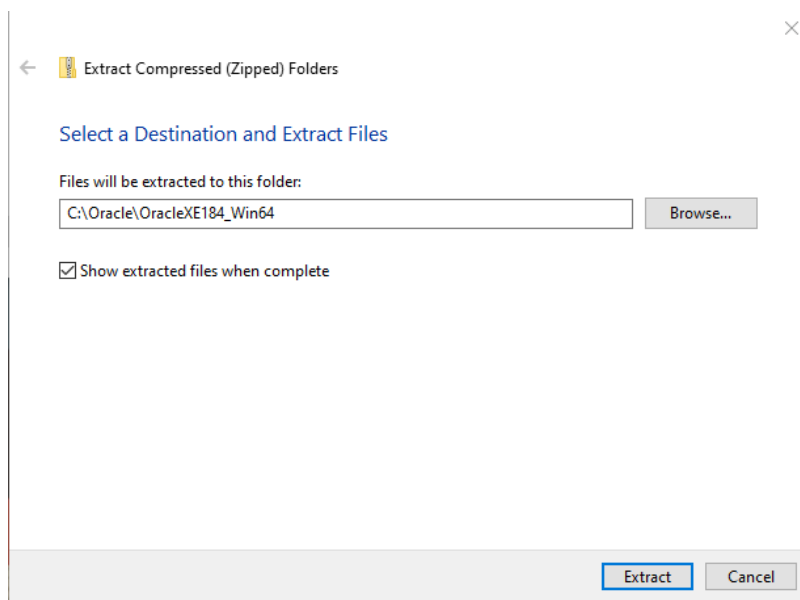 Extract Compressed (Zipped) Folders
Select a Destination and Extract Files
Files will be extracted to this folder:
C:\Oracle\OracleXE184_Win64
Browse...
Show extracted files when complete
Extract
Cancel